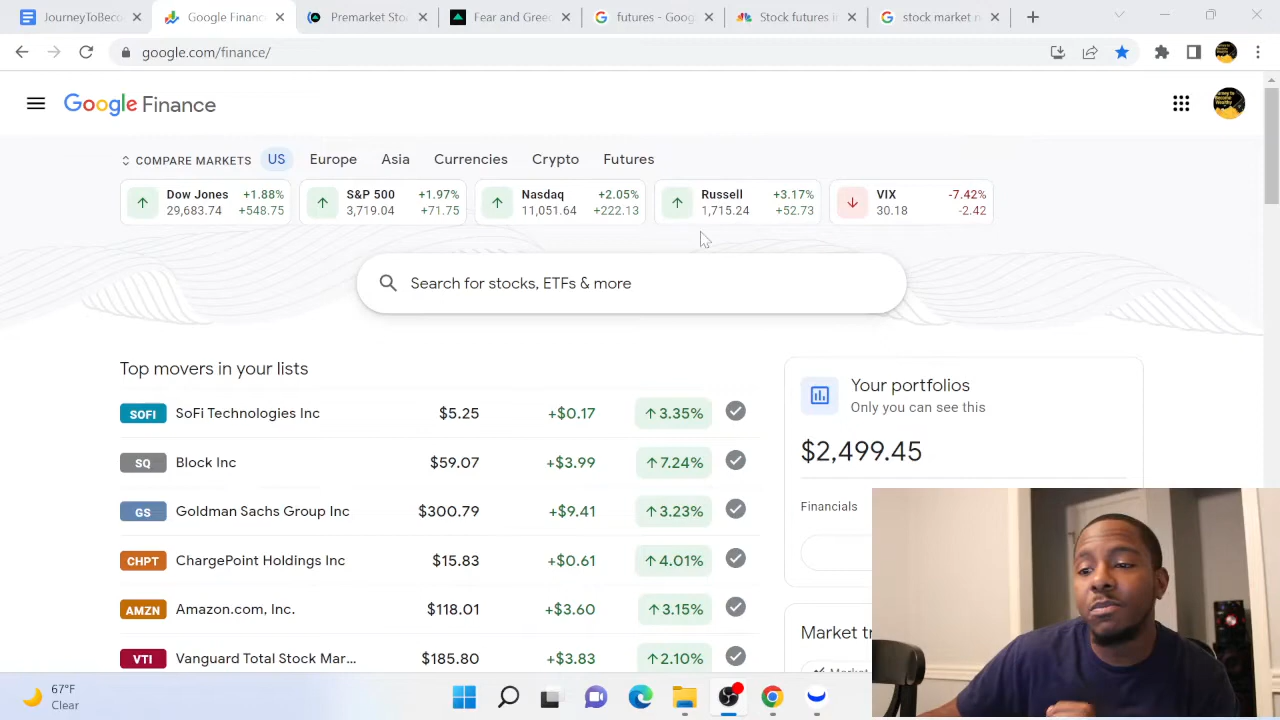 JourneyToBeco
Google Finance
Premarket Sto
Fear and Gree
futures - Goog
Stock futures i
stock market n
google.com/finance/
Google Finance
COMPARE MARKETS US Europe Asia Currencies Crypto Futures
Dow Jones +1.88%
29,683.74 +548.75
S&P 500 +1.97%
3,719.04 +71.75
Nasdaq +2.05%
11,051.64 +222.13
Russell +3.17%
1,715.24 +52.73
VIX -7.42%
30.18 -2.42
Search for stocks, ETFs & more
Top movers in your lists
SOFI SoFi Technologies Inc $5.25 +$0.17 ↑3.35%
SQ Block Inc $59.07 +$3.99 ↑7.24%
GS Goldman Sachs Group Inc $300.79 +$9.41 ↑3.23%
CHPT ChargePoint Holdings Inc $15.83 +$0.61 ↑4.01%
AMZN Amazon.com, Inc. $118.01 +$3.60 ↑3.15%
VTI Vanguard Total Stock Mar... $185.80 +$3.83 ↑2.10%
Your portfolios
Only you can see this
$2,499.45
Financials
Market tr
Market
67°F
Clear